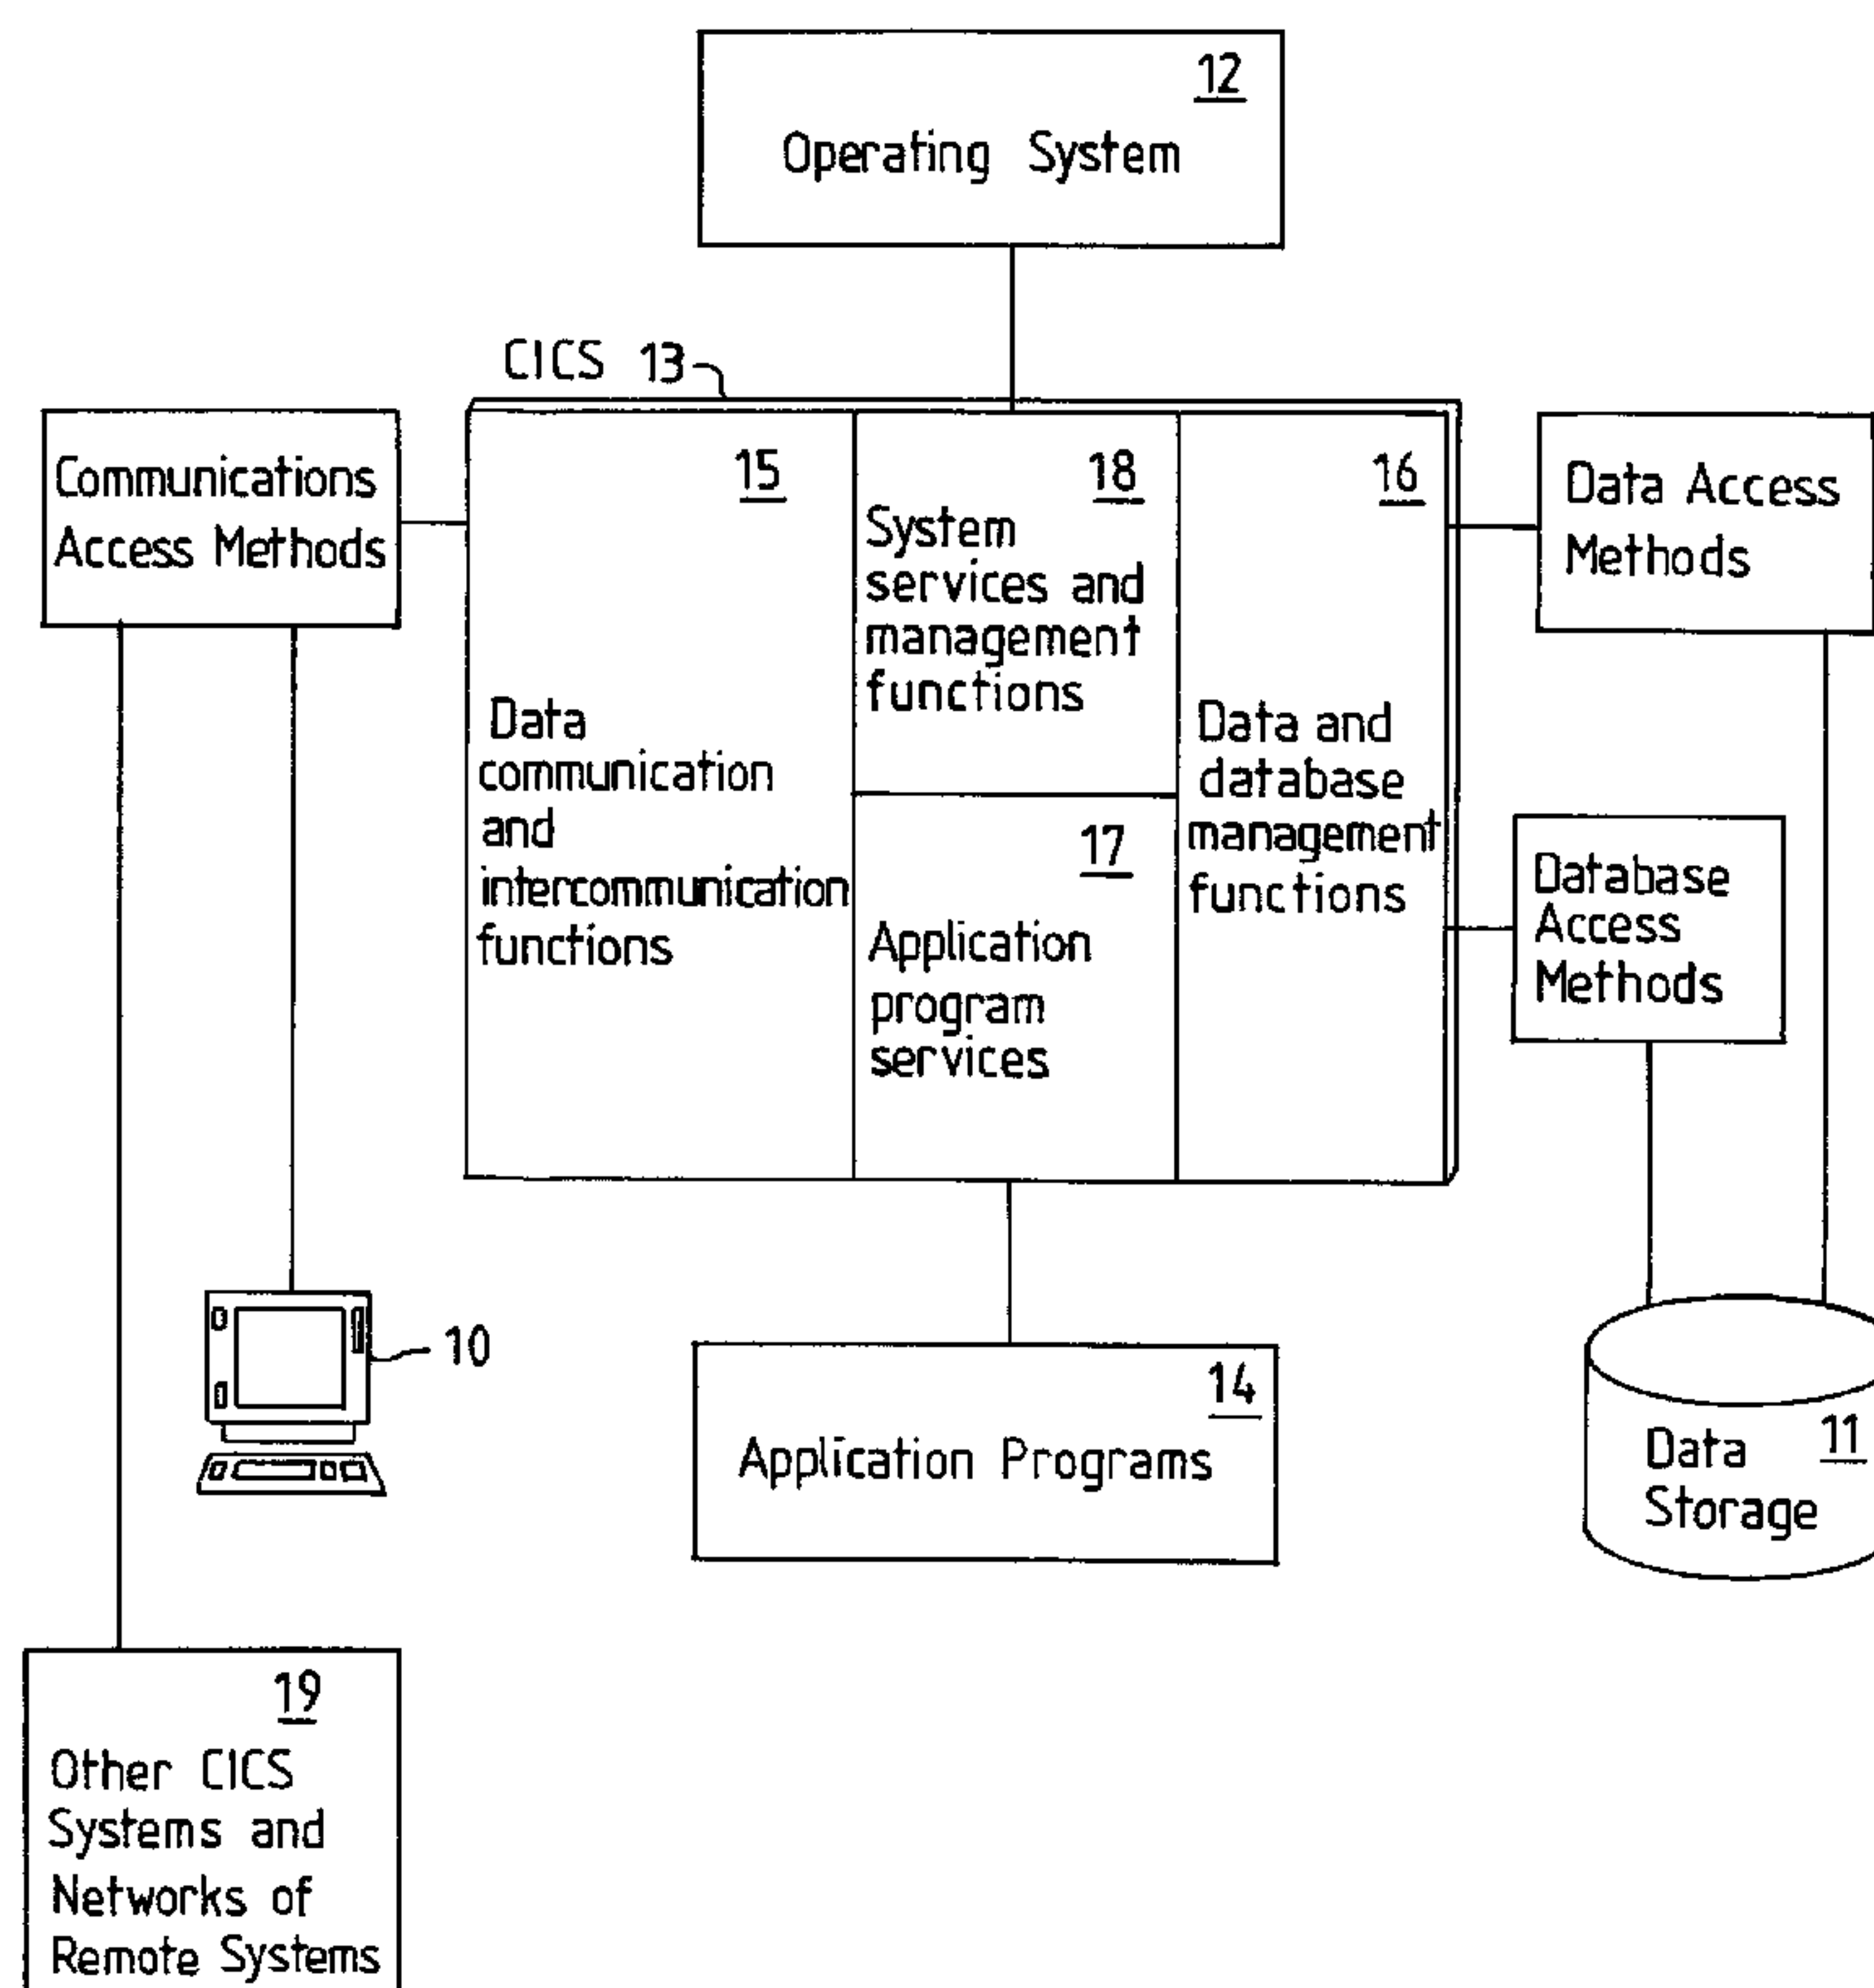 12
Operating System
CICS 13
Communications
Access Methods
15
Data
communication
and
intercommunication
functions
18
System
services and
management
functions
17
Application
program
services
16
Data and
database
management
functions
Data Access
Methods
Database
Access
Methods
10
14
Application Programs
11
Data
Storage
19
Other CICS
Systems and
Networks of
Remote Systems